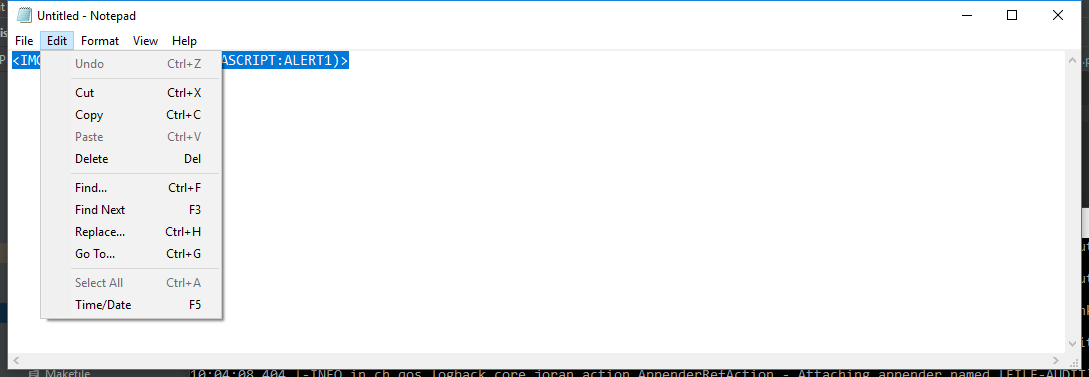 Untitled - Notepad
File Edit Format View Help
<IMG ASCRIPT:ALERT1)>
Undo Ctrl+Z
Cut Ctrl+X
Copy Ctrl+C
Paste Ctrl+V
Delete Del
Find... Ctrl+F
Find Next F3
Replace... Ctrl+H
Go To... Ctrl+G
Select All Ctrl+A
Time/Date F5
Makefile 10:04:08,404 |-INFO in ch.qos.logback.core.joran.action.AppenderRefAction - Attaching appender named [FILE-AUDIT